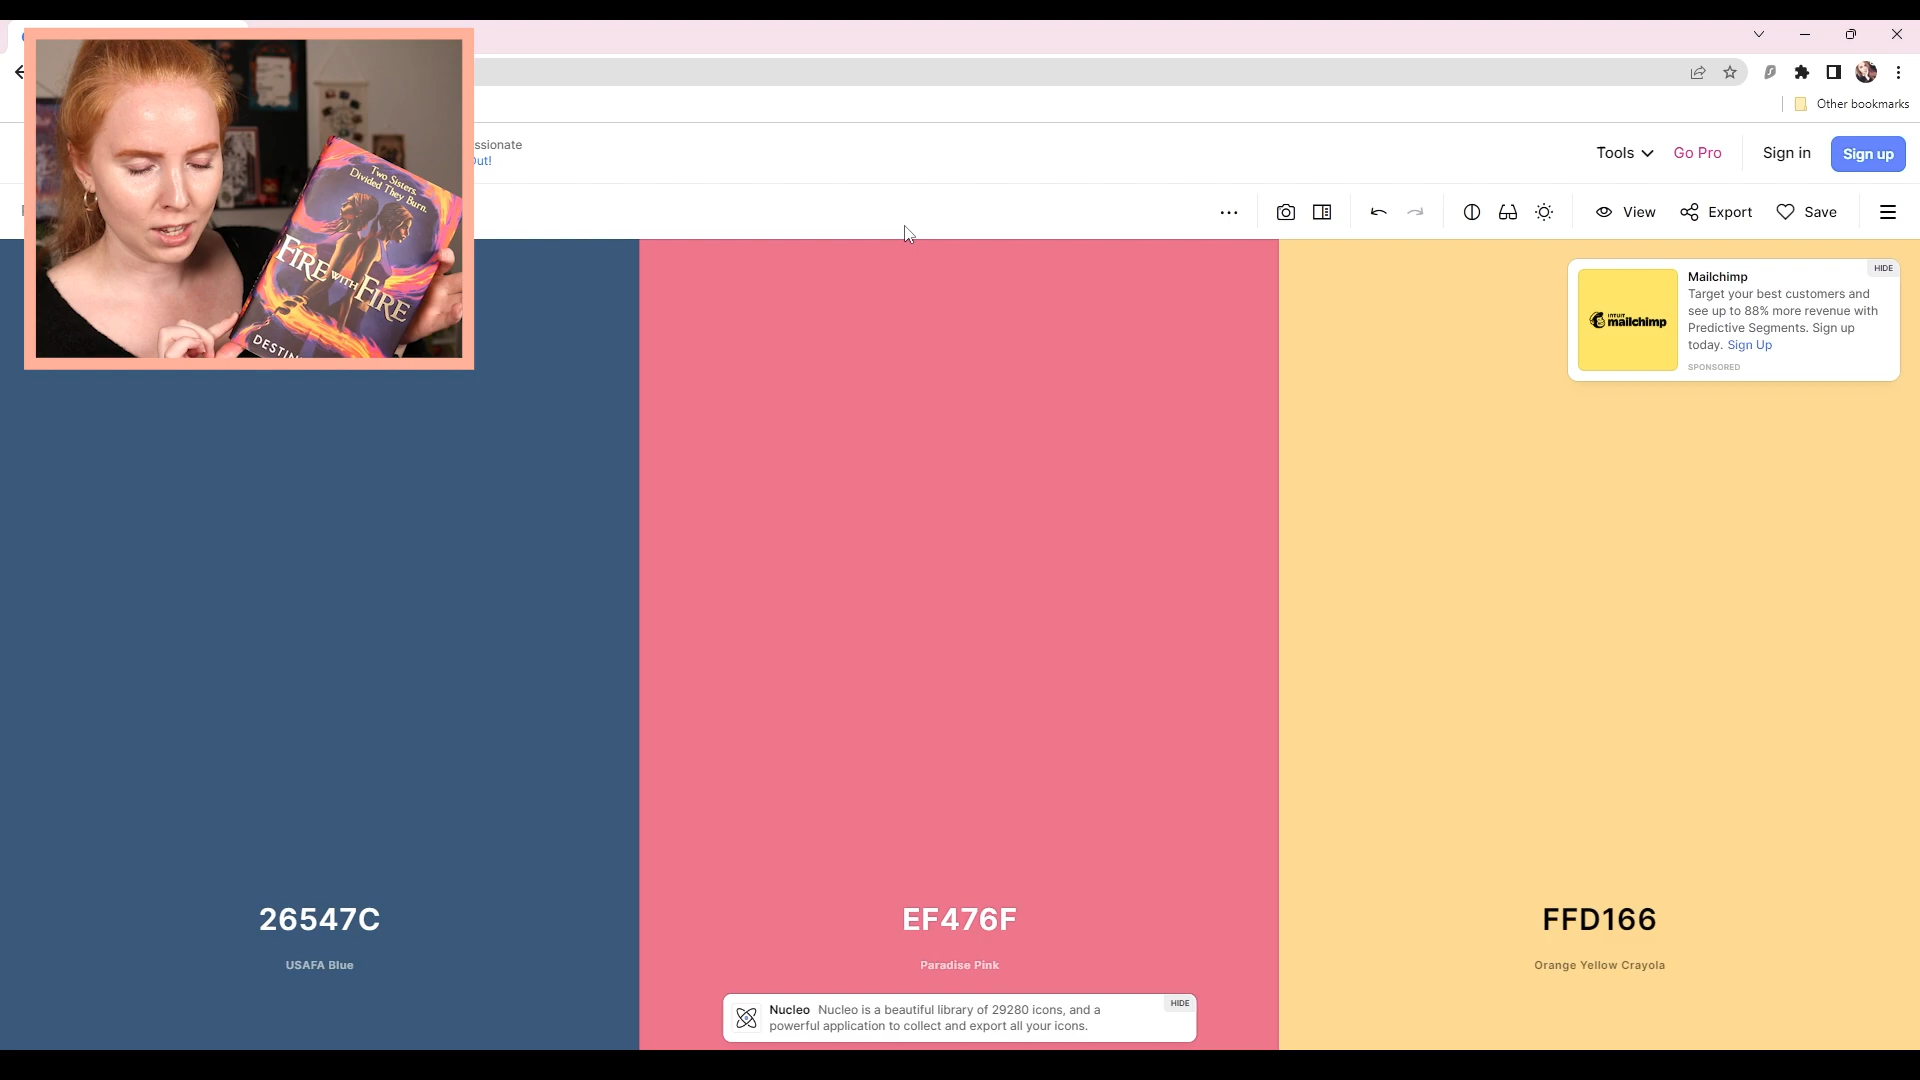 Other bookmarks
ssionate
Out!
Tools
Go Pro
Sign in
Sign up
View
Export
Save
Two Sisters.
Divided They Burn.
FIRE WITH FIRE
DESTIN
HIDE
Mailchimp
Target your best customers and
see up to 88% more revenue with
Predictive Segments. Sign up
today. Sign Up
SPONSORED
INTUIT
mailchimp
26547C
USAFA Blue
EF476F
Paradise Pink
FFD166
Orange Yellow Crayola
HIDE
Nucleo Nucleo is a beautiful library of 29280 icons, and a
powerful application to collect and export all your icons.